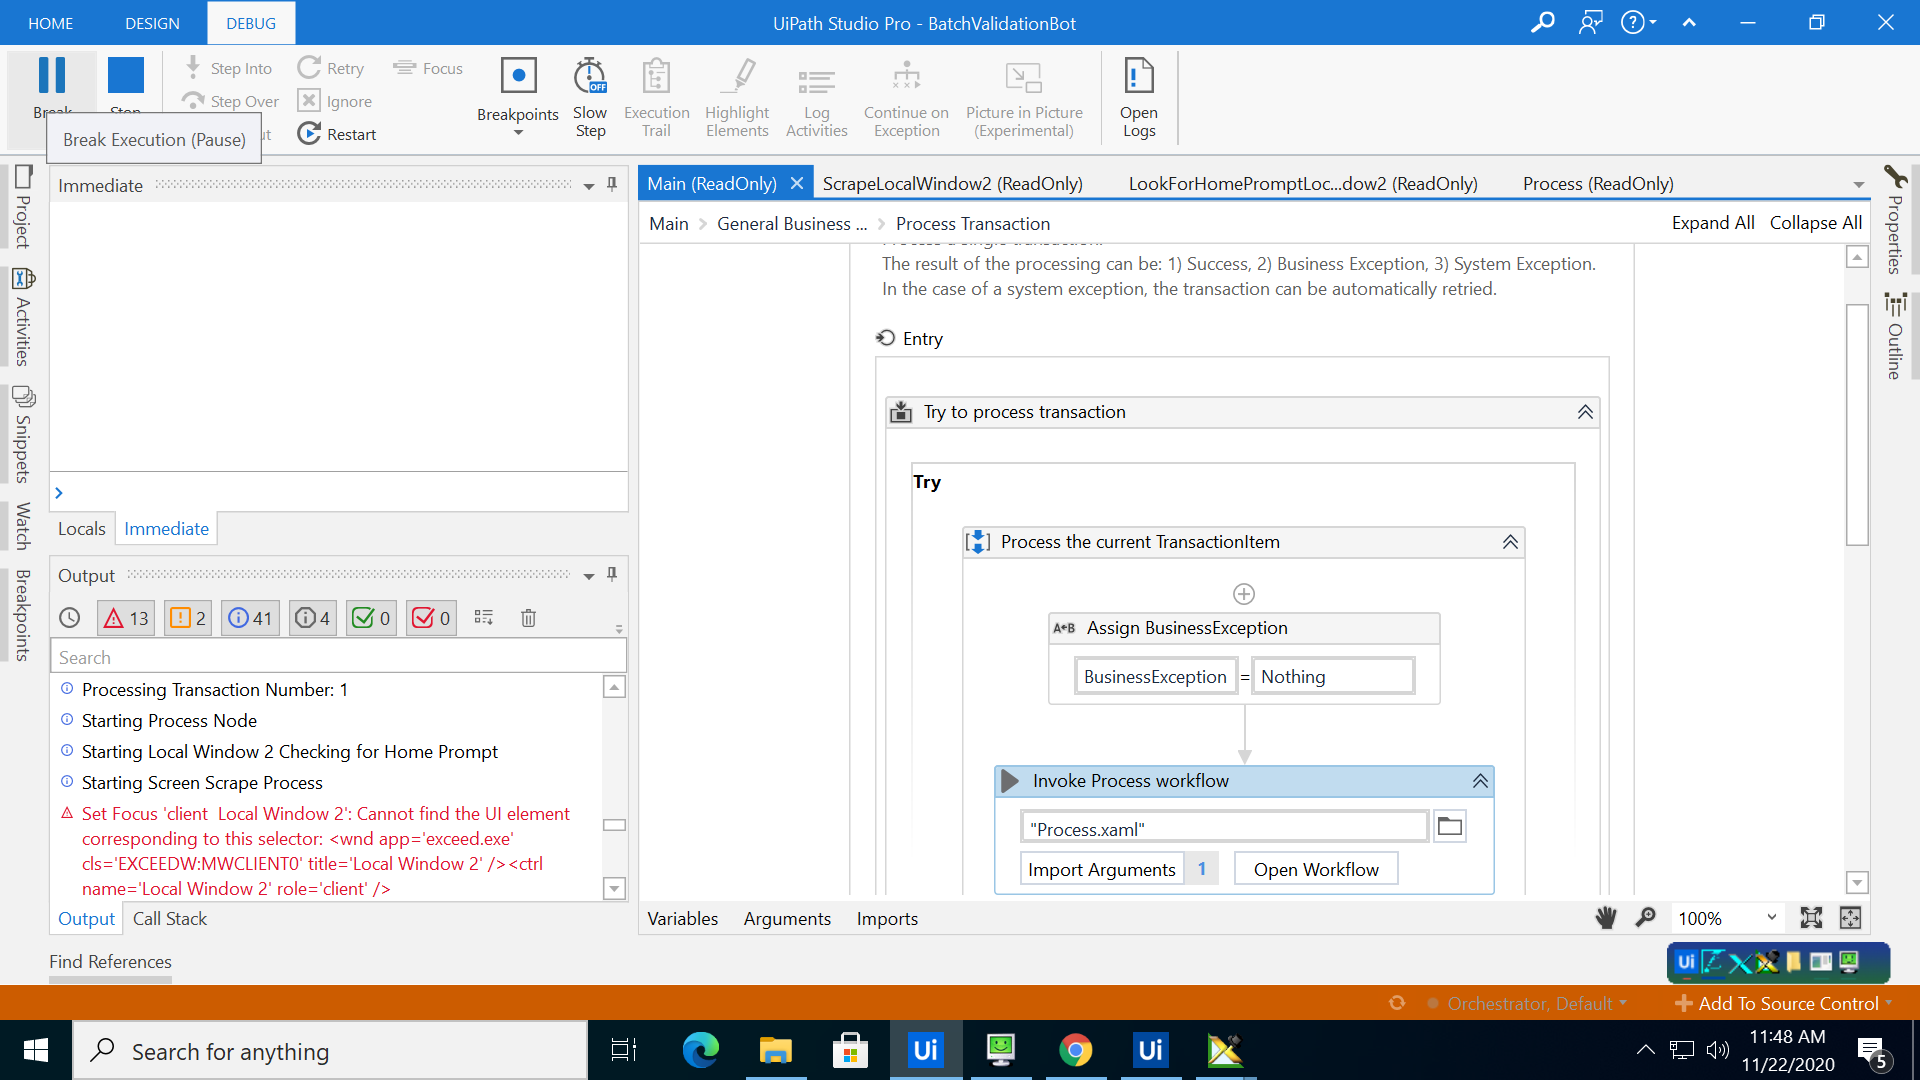 HOME
DESIGN
DEBUG
UiPath Studio Pro - BatchValidationBot
Step Into
Retry
Focus
Step Over
Ignore
Restart
Breakpoints
Slow
Step
Execution
Trail
Highlight
Elements
Log
Activities
Continue on
Exception
Picture in Picture
(Experimental)
Open
Logs
Break Execution (Pause)
Project
Activities
Snippets
Watch
Breakpoints
Immediate
Locals
Immediate
Output
13
2
41
4
0
0
Search
Processing Transaction Number: 1
Starting Process Node
Starting Local Window 2 Checking for Home Prompt
Starting Screen Scrape Process
Set Focus 'client  Local Window 2': Cannot find the UI element
corresponding to this selector: <wnd app='exceed.exe'
cls='EXCEEDW:MWCLIENT0' title='Local Window 2' /><ctrl
name='Local Window 2' role='client' />
Output
Call Stack
Find References
Main (ReadOnly)
ScrapeLocalWindow2 (ReadOnly)
LookForHomePromptLoc...dow2 (ReadOnly)
Process (ReadOnly)
Main > General Business ... > Process Transaction
Expand All
Collapse All
The result of the processing can be: 1) Success, 2) Business Exception, 3) System Exception.
In the case of a system exception, the transaction can be automatically retried.
Entry
Try to process transaction
Try
Process the current TransactionItem
A←B Assign BusinessException
BusinessException = Nothing
Invoke Process workflow
"Process.xaml"
Import Arguments 1
Open Workflow
Variables
Arguments
Imports
100%
Properties
Outline
Ui
Orchestrator, Default
Add To Source Control
Search for anything
Ui
Ui
11:48 AM
11/22/2020
5